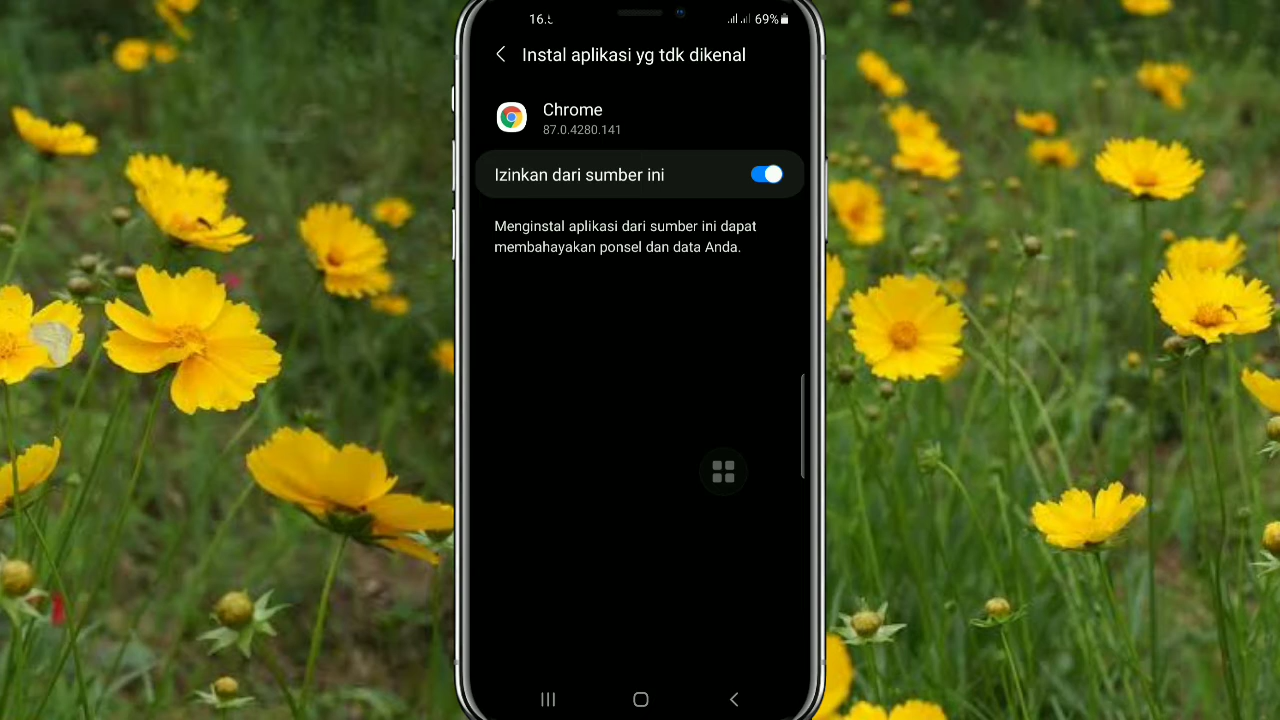 69%
Instal aplikasi yg tdk dikenal
Chrome
87.0.4280.141
Izinkan dari sumber ini
Menginstal aplikasi dari sumber ini dapat
membahayakan ponsel dan data Anda.